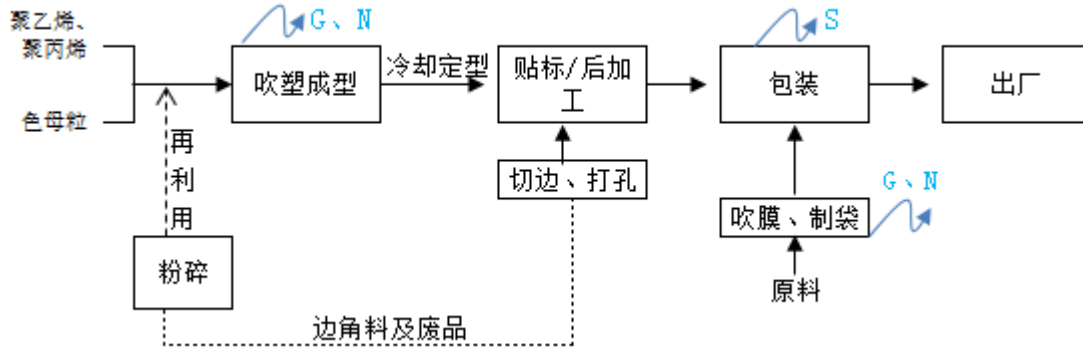 聚乙烯、
聚丙烯
色母粒
G、N
吹塑成型
冷却定型
贴标/后加
工
S
包装
出厂
再
利
用
切边、打孔
G、N
吹膜、制袋
粉碎
原料
边角料及废品